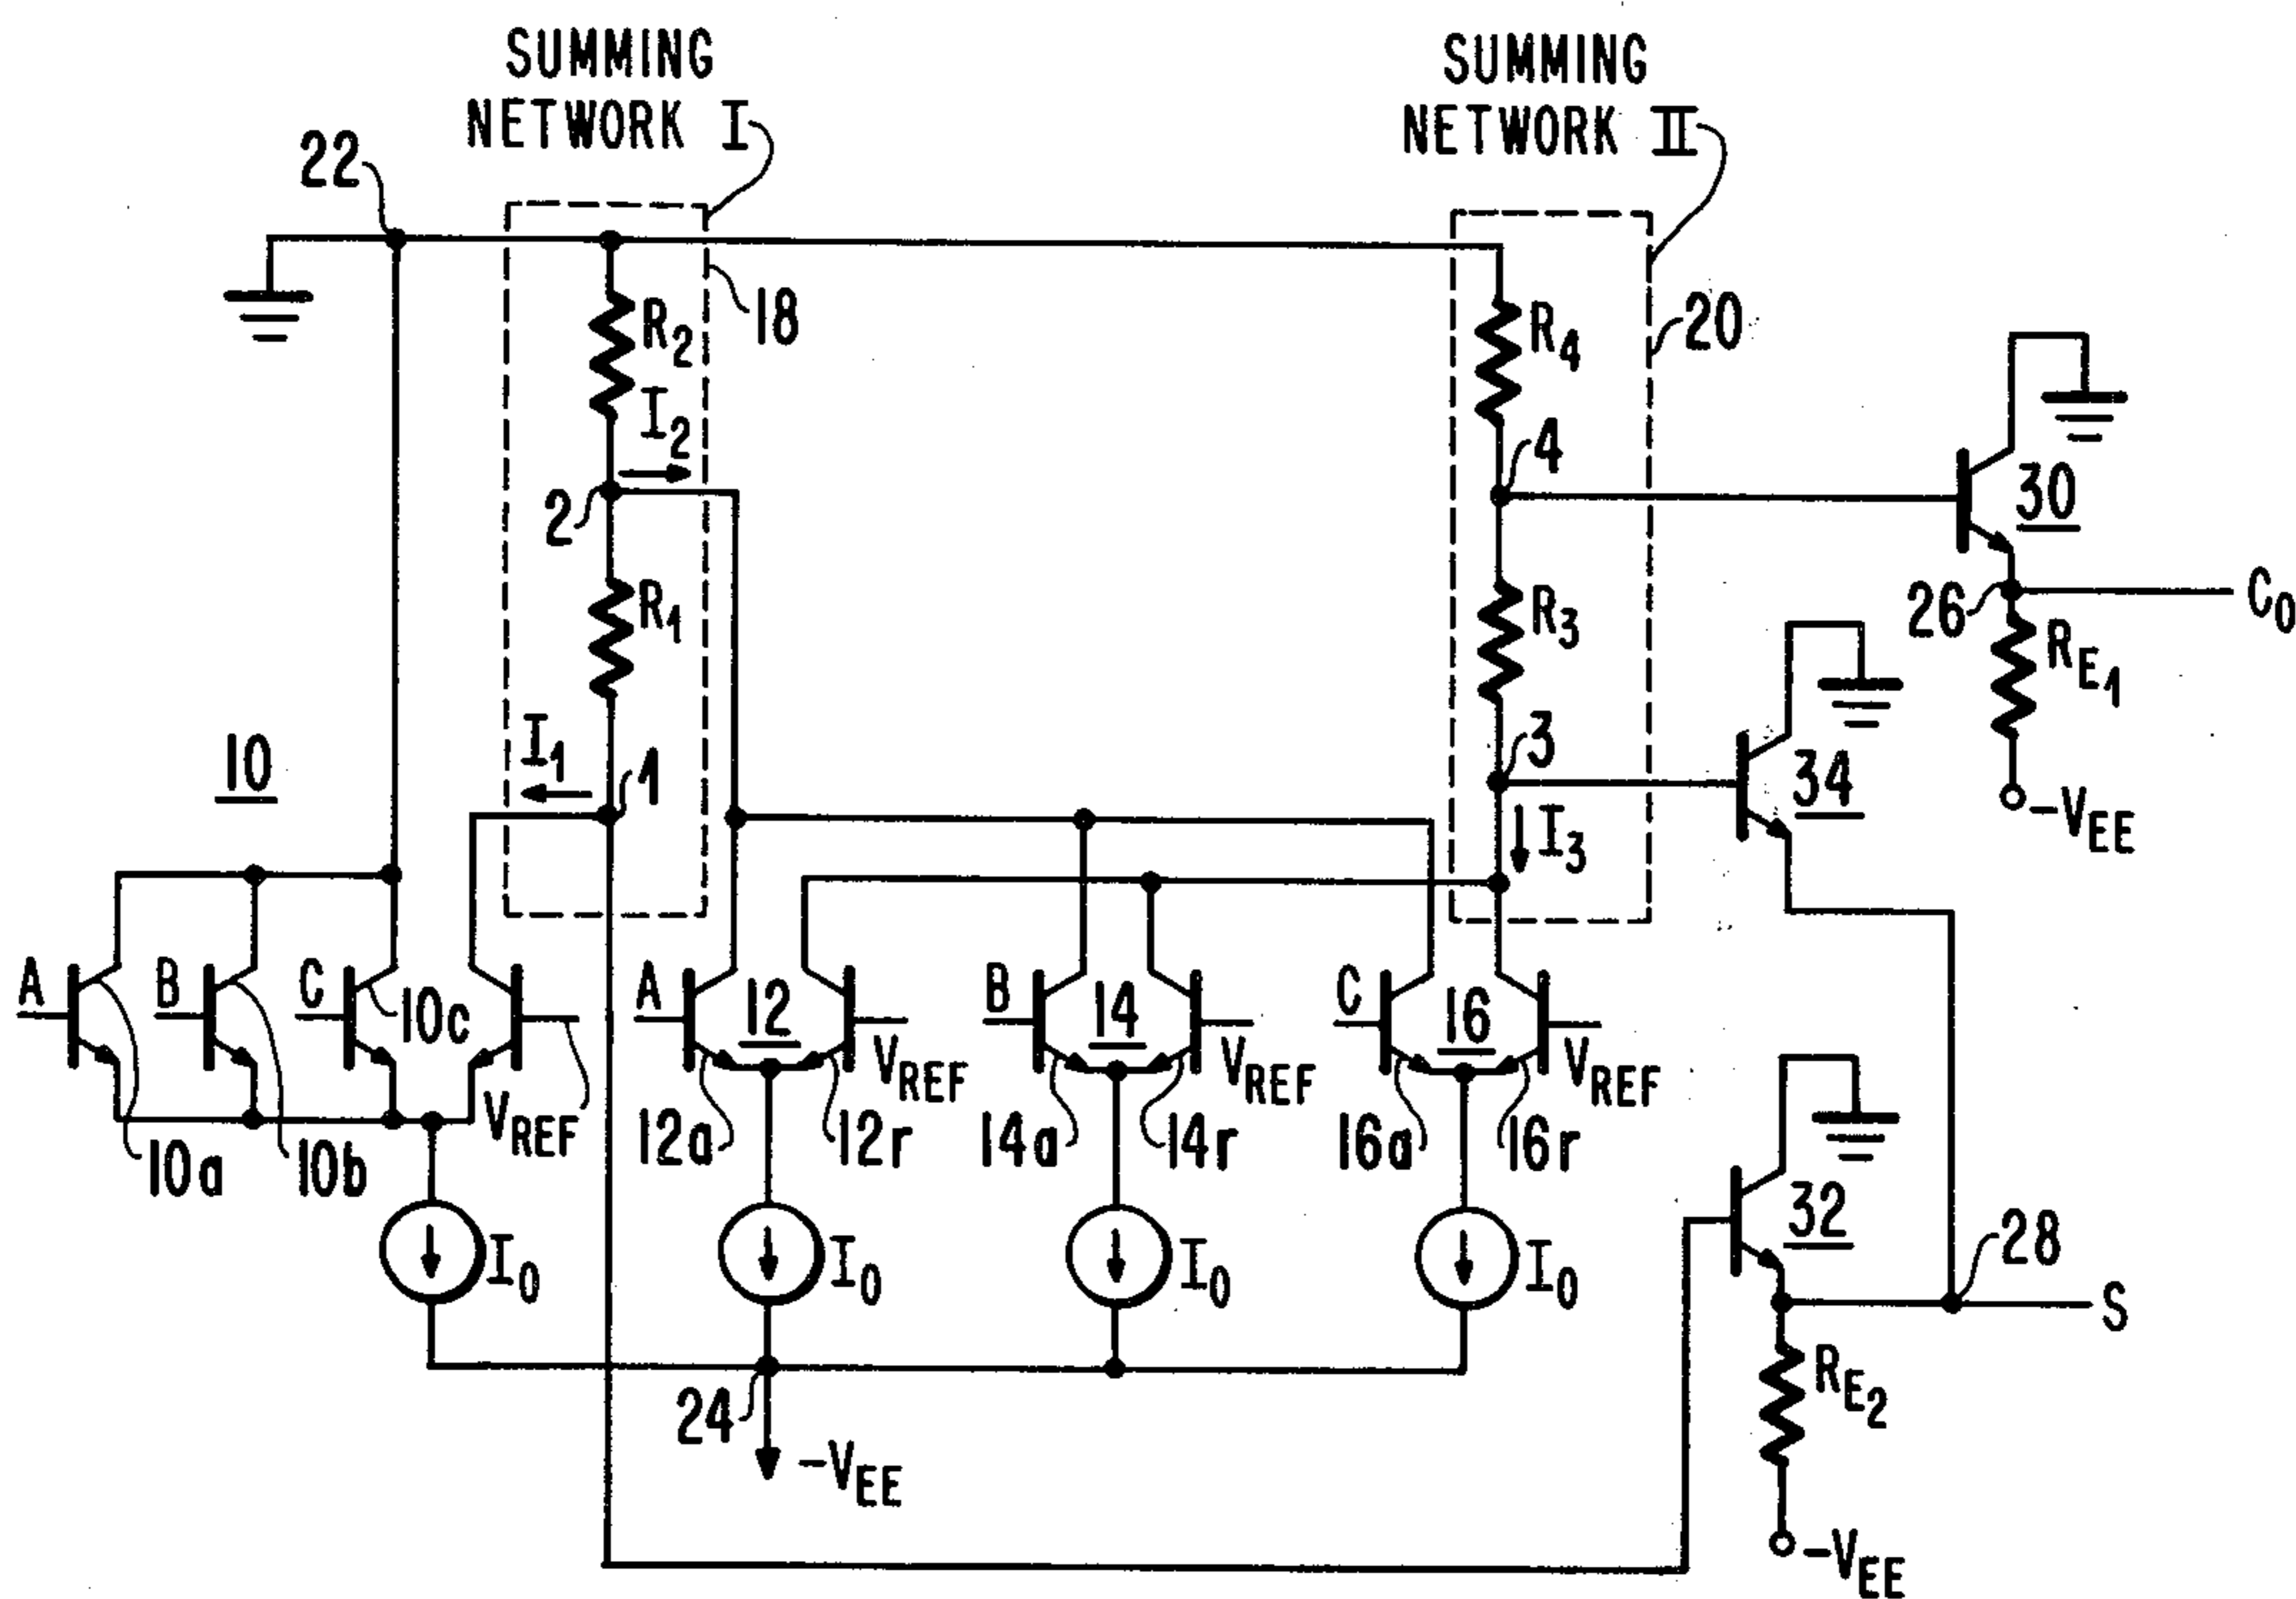 SUMMING
NETWORK I
SUMMING
NETWORK II
22
R2
18
I2
2
R1
I1
1
10
R4
20
4
R3
3
I3
30
26
C0
RE1
-VEE
34
A
B
C
10c
VREF
10a
10b
A
12
VREF
12a
12r
B
14
VREF
14a
14r
C
16
VREF
16a
16r
I0
I0
I0
I0
24
-VEE
32
28
S
RE2
-VEE